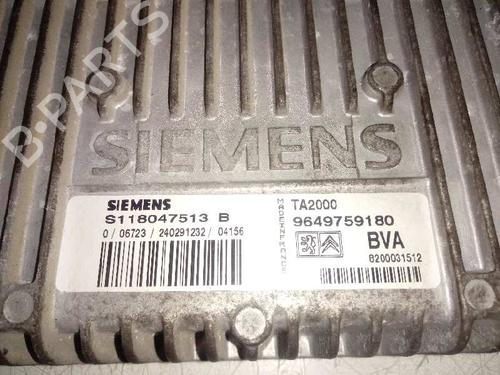 B-PARTS
SIEMENS
SIEMENS
S118047513 B
0 / 06723 / 240291232 / 04156
MADE IN FRANCE
TA2000
9649759180
BVA
8200031512